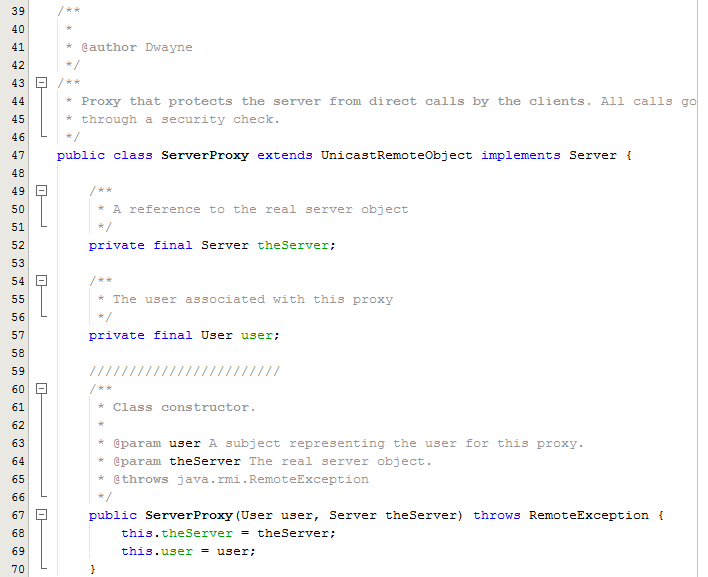 39 /**
40  *
41  * @author Dwayne
42  */
43 /**
44  * Proxy that protects the server from direct calls by the clients. All calls go
45  * through a security check.
46  */
47 public class ServerProxy extends UnicastRemoteObject implements Server {
48
49     /**
50      * A reference to the real server object
51      */
52     private final Server theServer;
53
54     /**
55      * The user associated with this proxy
56      */
57     private final User user;
58
59     ////////////////////////
60     /**
61      * Class constructor.
62      *
63      * @param user A subject representing the user for this proxy.
64      * @param theServer The real server object.
65      * @throws java.rmi.RemoteException
66      */
67     public ServerProxy(User user, Server theServer) throws RemoteException {
68         this.theServer = theServer;
69         this.user = user;
70     }